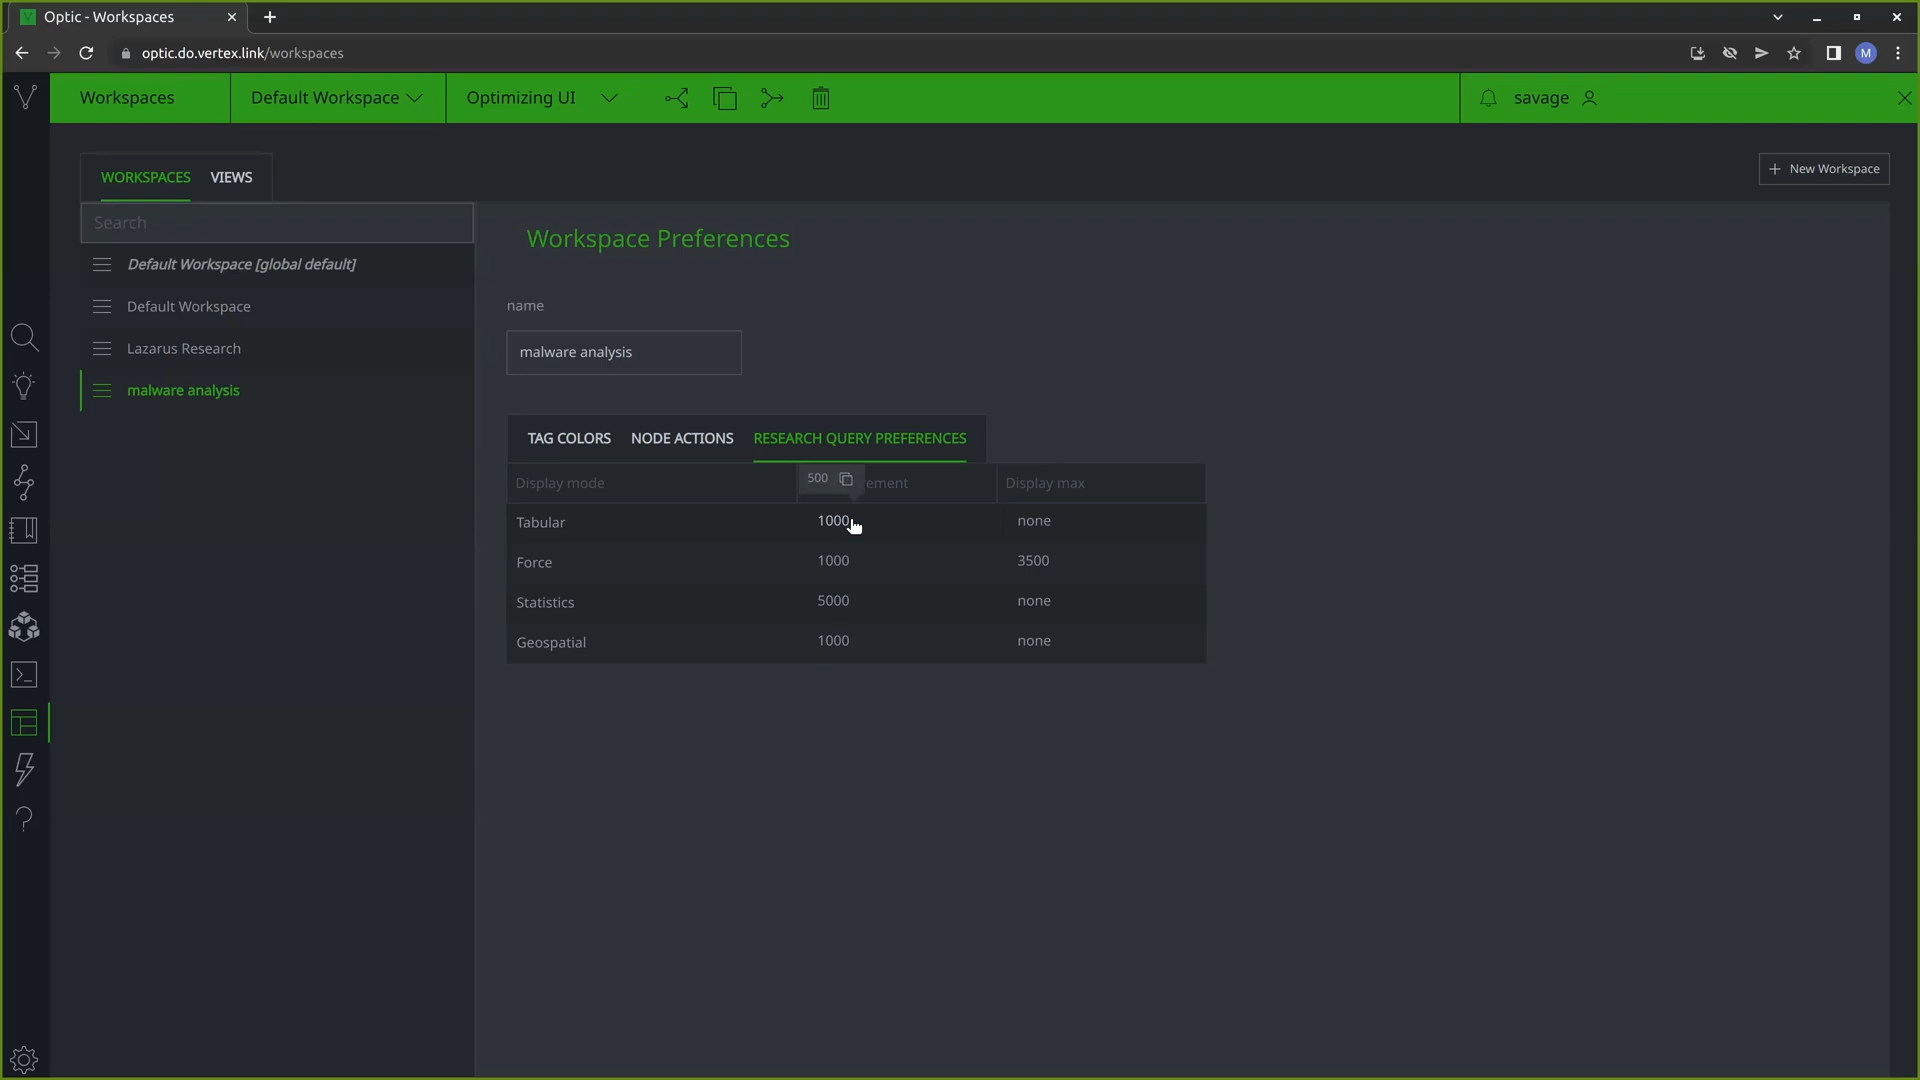 Optic - Workspaces
optic.do.vertex.link/workspaces
M
Workspaces
Default Workspace
Optimizing UI
savage
WORKSPACES
VIEWS
New Workspace
Search
Workspace Preferences
Default Workspace [global default]
name
Default Workspace
malware analysis
Lazarus Research
malware analysis
TAG COLORS
NODE ACTIONS
RESEARCH QUERY PREFERENCES
Display mode
500
ement
Display max
Tabular
1000
none
Force
1000
3500
Statistics
5000
none
Geospatial
1000
none